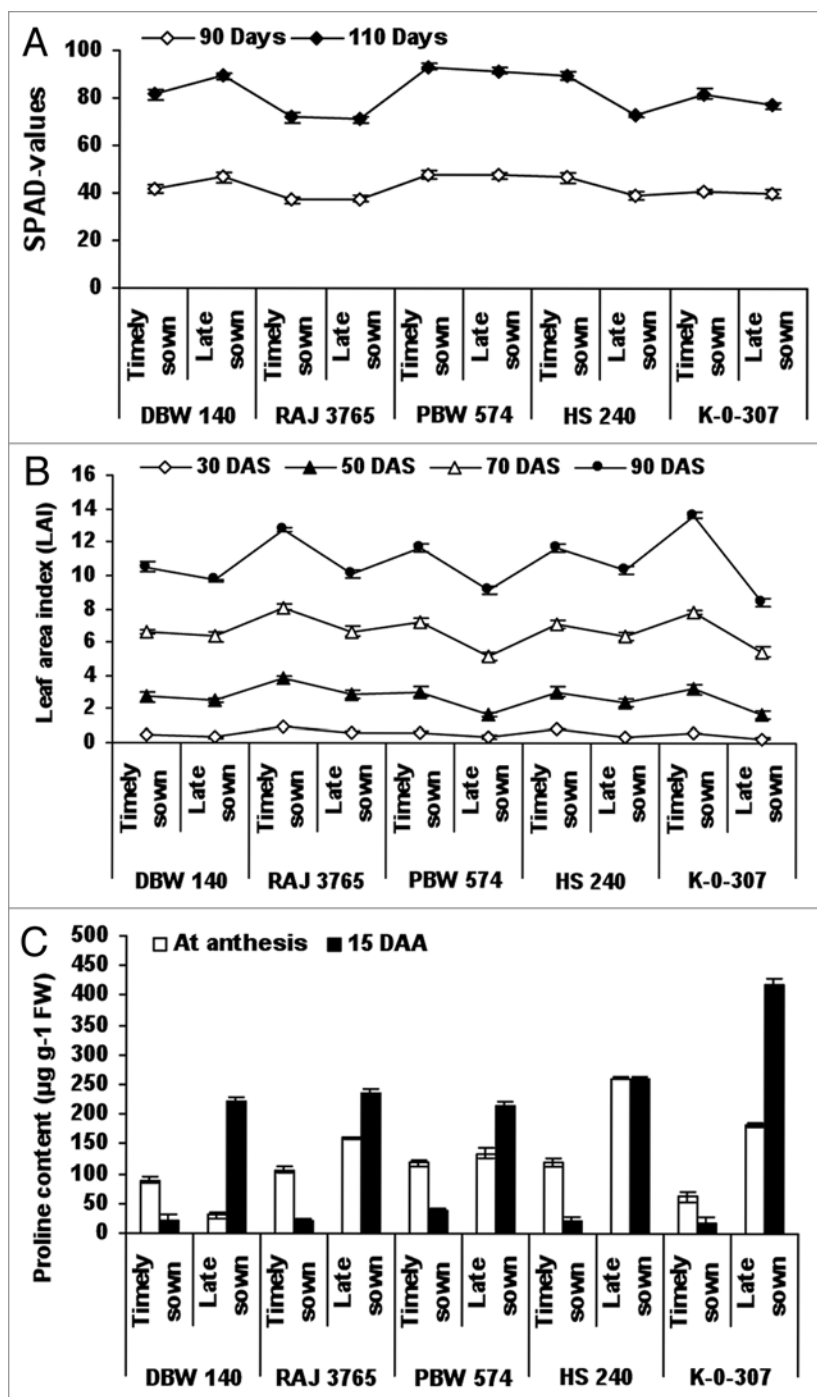 A
90 Days 110 Days
SPAD-values
100
80
60
40
20
0
Timely sown
Late sown
Timely sown
Late sown
Timely sown
Late sown
Timely sown
Late sown
Timely sown
Late sown
DBW 140 RAJ 3765 PBW 574 HS 240 K-0-307
B
30 DAS 50 DAS 70 DAS 90 DAS
Leaf area index (LAI)
16
14
12
10
8
6
4
2
0
Timely sown
Late sown
Timely sown
Late sown
Timely sown
Late sown
Timely sown
Late sown
Timely sown
Late sown
DBW 140 RAJ 3765 PBW 574 HS 240 K-0-307
C
At anthesis 15 DAA
Proline content (µg g-1 FW)
500
450
400
350
300
250
200
150
100
50
0
Timely sown
Late sown
Timely sown
Late sown
Timely sown
Late sown
Timely sown
Late sown
Timely sown
Late sown
DBW 140 RAJ 3765 PBW 574 HS 240 K-0-307